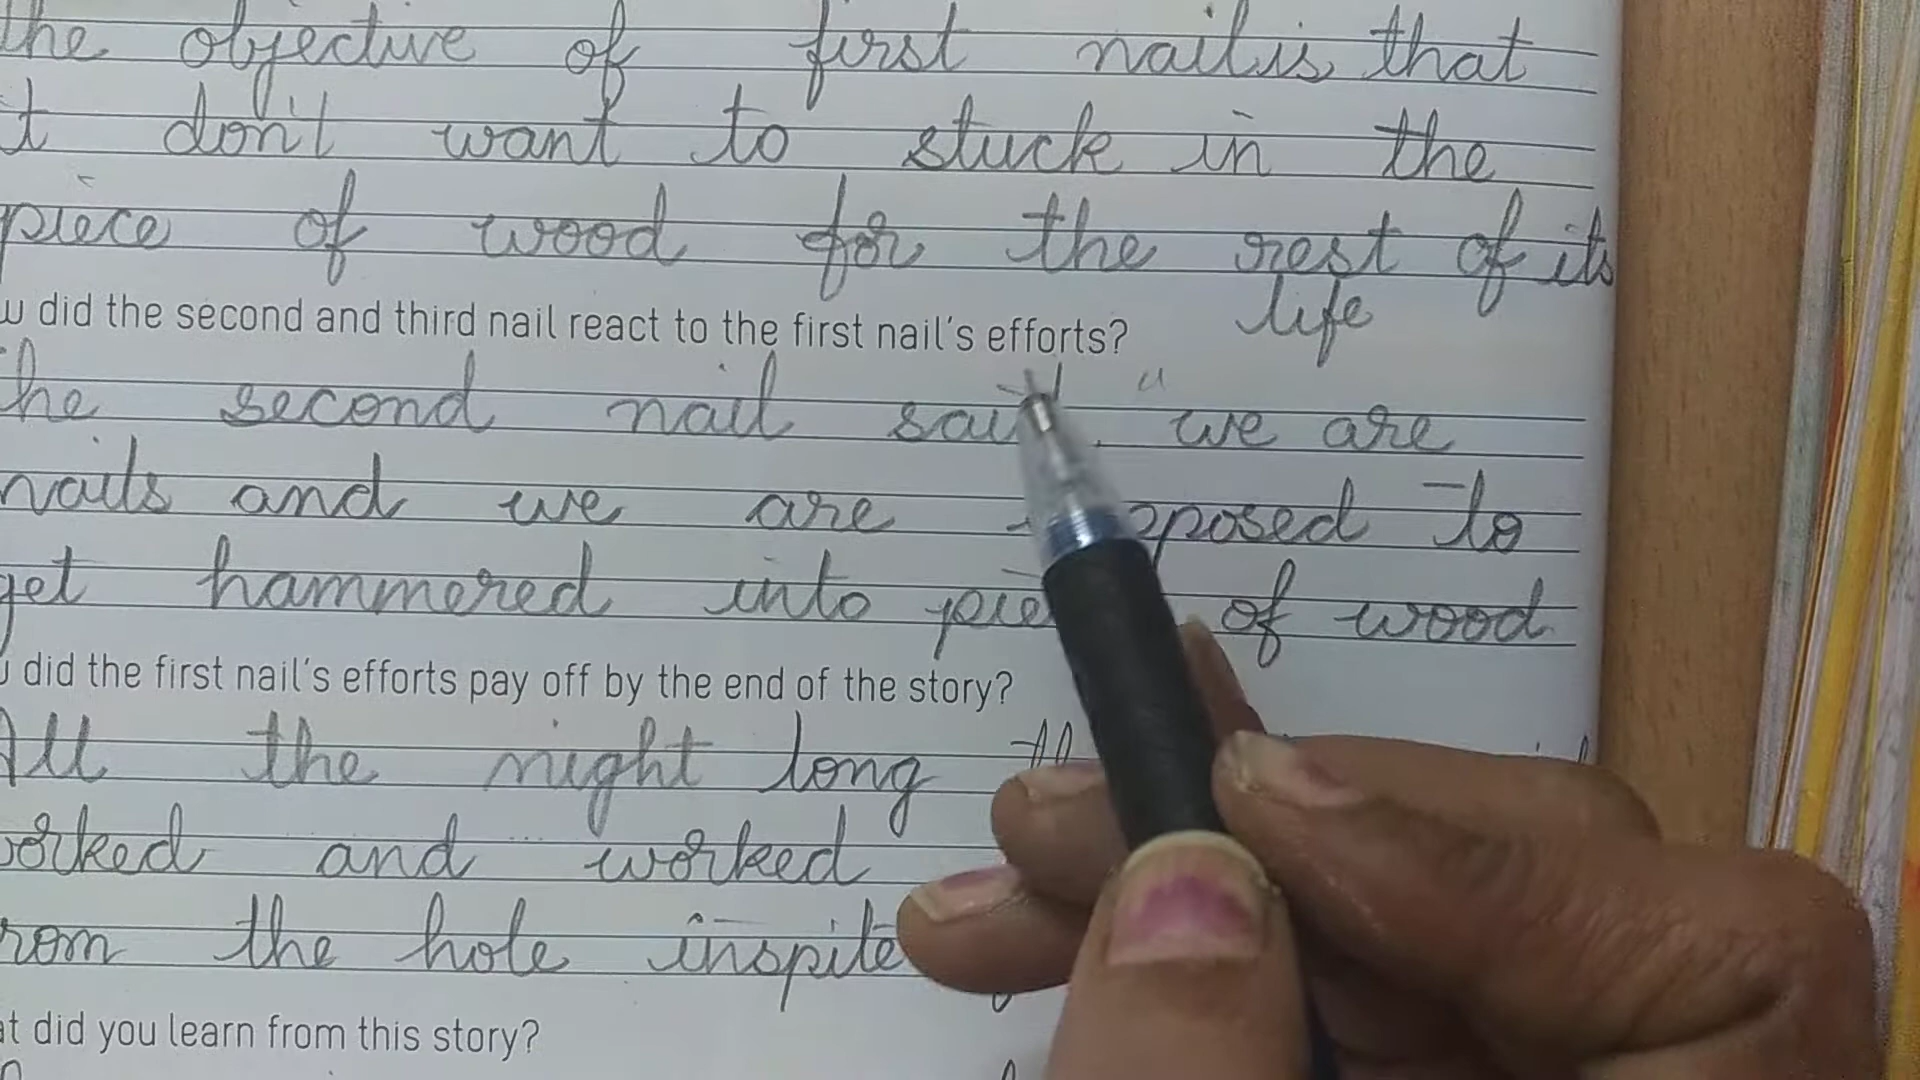 the objective of first nail is that
t don't want to stuck in the
piece of wood for the rest of its
life
w did the second and third nail react to the first nail's efforts?
he second nail said "we are
nails and we are pposed to
get hammered into pie of wood
did the first nail's efforts pay off by the end of the story?
All the night long
orked and worked
rom the hole inspite
at did you learn from this story?